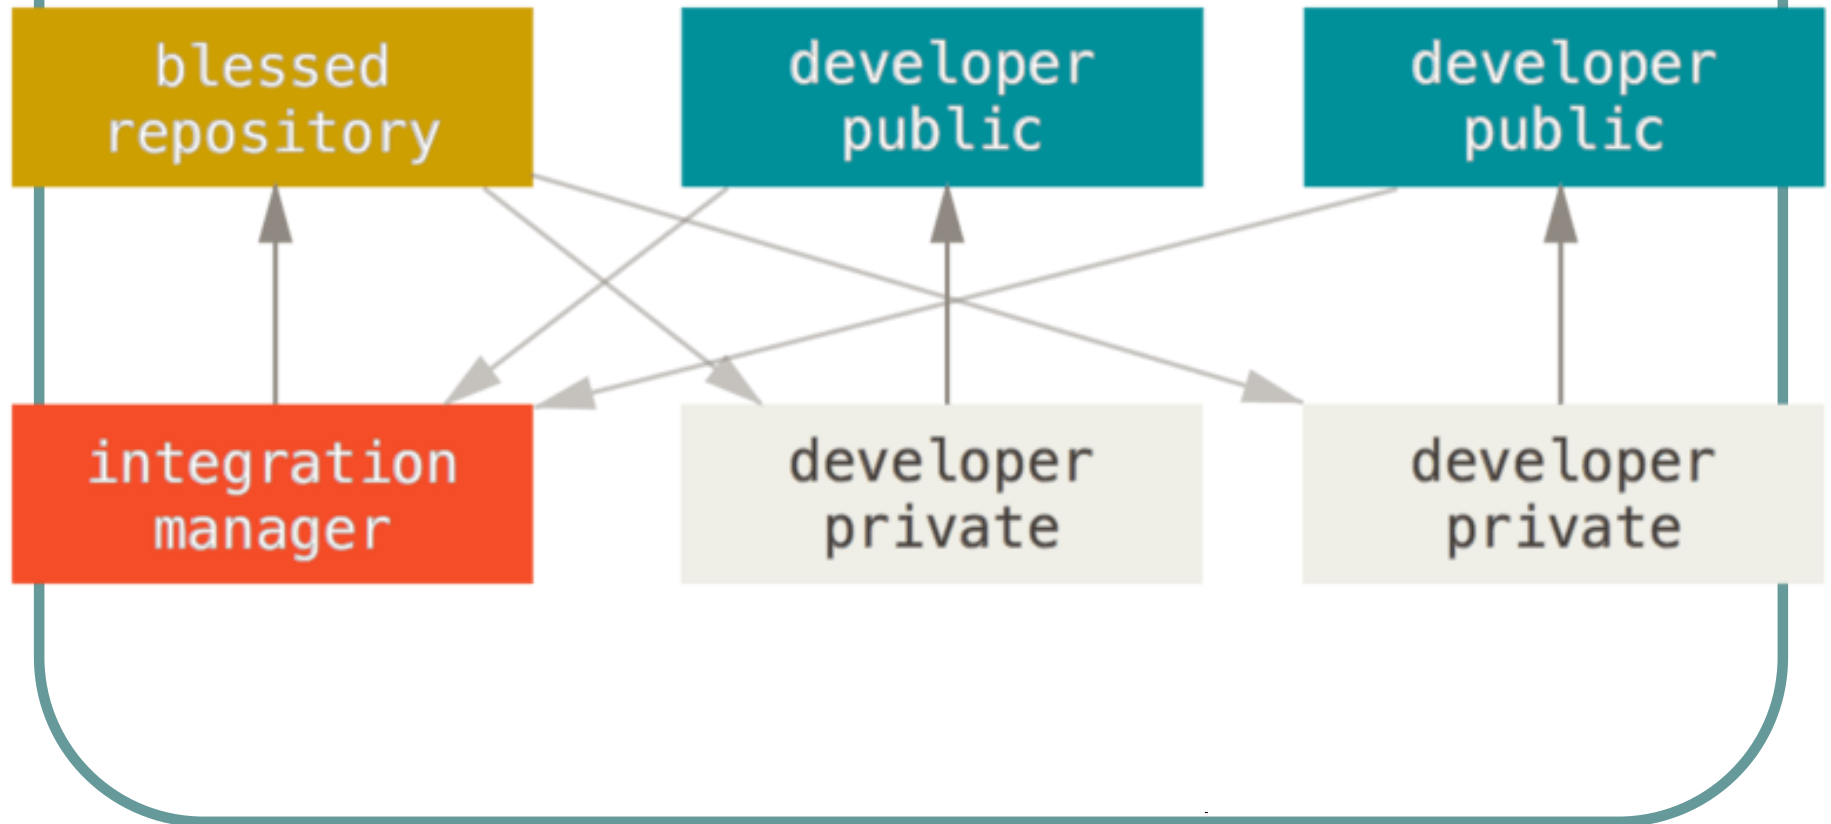 blessed
repository
developer
public
developer
public
integration
manager
developer
private
developer
private